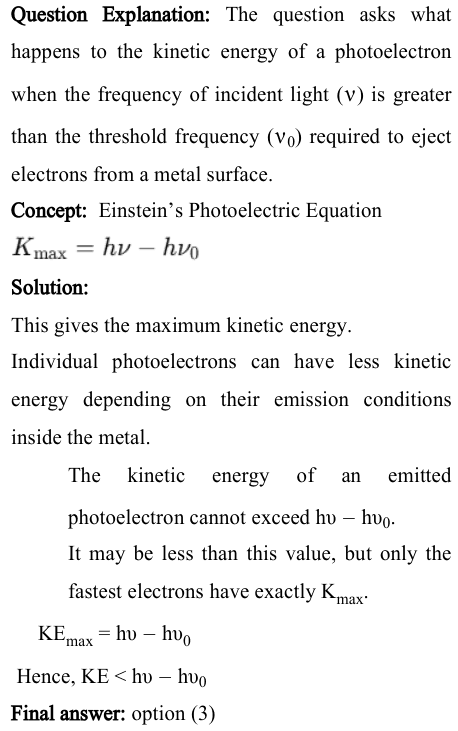 Question Explanation: The question asks what
happens to the kinetic energy of a photoelectron
when the frequency of incident light (ν) is greater
than the threshold frequency (ν₀) required to eject
electrons from a metal surface.
Concept: Einstein’s Photoelectric Equation
Kₘₐₓ = hν − hν₀
Solution:
This gives the maximum kinetic energy.
Individual photoelectrons can have less kinetic
energy depending on their emission conditions
inside the metal.
The kinetic energy of an emitted
photoelectron cannot exceed hυ – hυ₀.
It may be less than this value, but only the
fastest electrons have exactly Kₘₐₓ.
KEₘₐₓ = hυ – hυ₀
Hence, KE < hυ – hυ₀
Final answer: option (3)